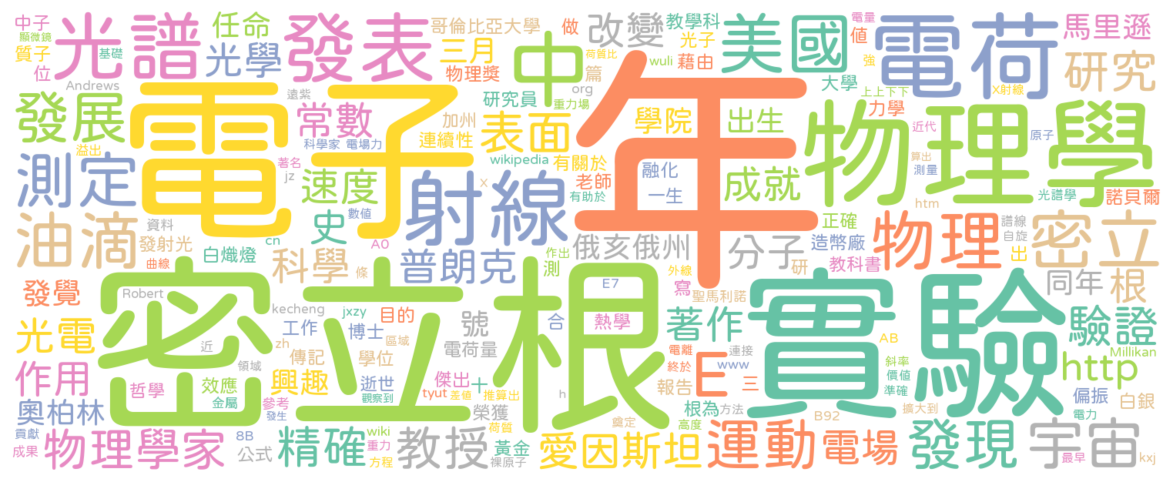 中子
顯微鏡
質子
基礎
位
Andrews
光譜
任命
光學
發表
哥倫比亞大學
三月
物理獎
做
荷質比
篇
org
中
改變
教學科
光子
wuli
藉由
美國
電量
值
強
大學
上上下下
力學
電荷
馬里遜
研究
X射線
發展
遠紫
常數
科學家
電場力
加州
連續性
研究員
重力場
表面
wikipedia
有關於
學院
出生
融化
一生
老師
有助於
成就
近代
原子
算出
測量
光譜學
htm
諾貝爾
電子
年
物理學
測定
溢出
著名
jz
速度
數值
射線
X
油滴
資料
發射光
曲線
白熾燈
cn
史
A0
條
科學
普朗克
作出
測
俄亥俄州
分子
研
E7
外線
寫
聖馬利諾
正確
造幣廠
教科書
物理
譜線
自旋
出
密立
同年
根
發覺
Robert
kecheng
jxzy
目的
工作
博士
號
合
熱學
著作
驗證
光電
近
zh
領域
傳記
區域
學位
電荷量
密立根
實驗
電離
終於
連接
www
AB
斜率
價值
準確
http
Millikan
作用
哲學
效應
金屬
興趣
逝世
觀察到
傑出
十
tyut
差值
推算出
h
報告
E
三
擴大到
偏振
電力
白銀
奧柏林
參考
發生
榮獲
荷質
奠定
根為
方法
高度
B92
貢獻
成果
物理學家
8B
公式
精確
wiki
重力
方程
教授
黃金
裸原子
愛因斯坦
運動
電場
發現
宇宙
最早
kxj